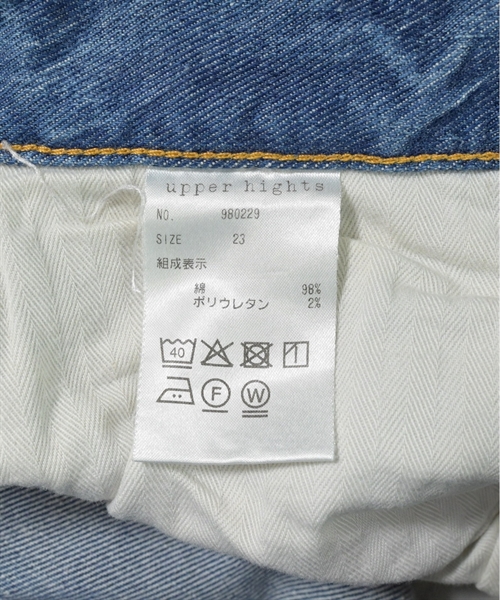 upper hights
NO. 980229
SIZE 23
組成表示
綿 98%
ポリウレタン 2%
40
F W